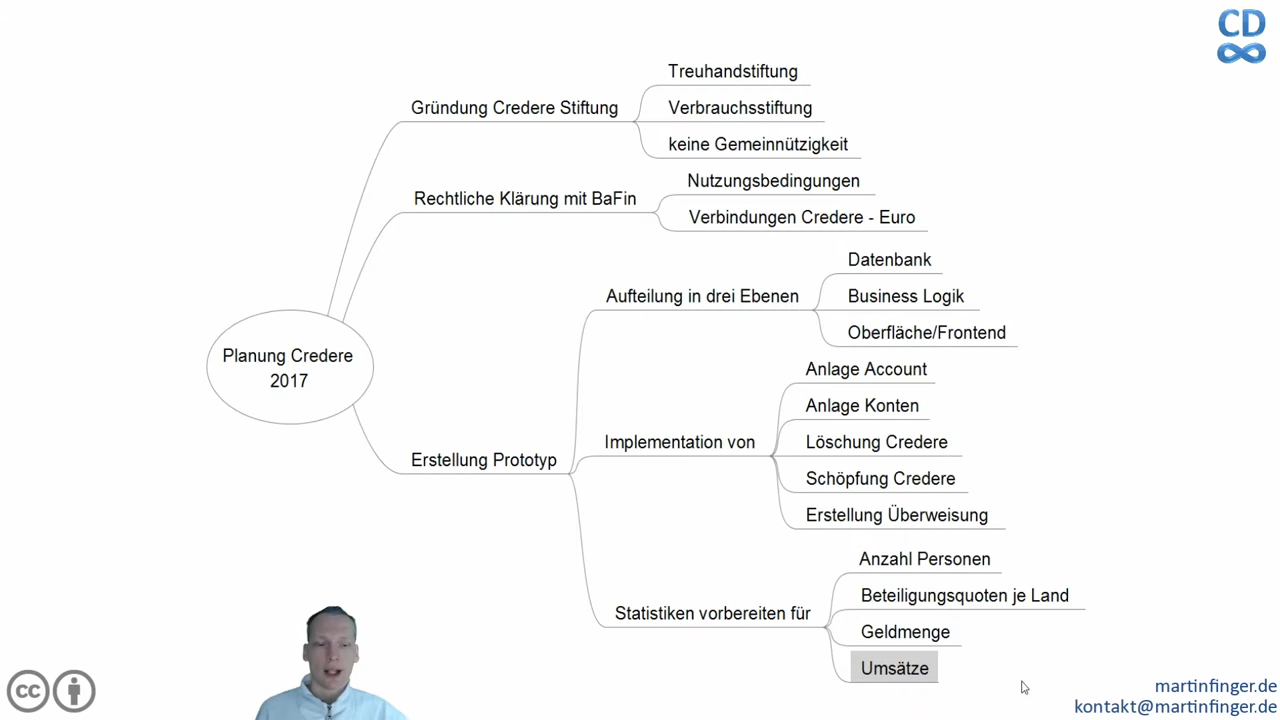 CD
Treuhandstiftung
Gründung Credere Stiftung
Verbrauchsstiftung
keine Gemeinnützigkeit
Nutzungsbedingungen
Rechtliche Klärung mit BaFin
Verbindungen Credere - Euro
Datenbank
Aufteilung in drei Ebenen
Business Logik
Oberfläche/Frontend
Planung Credere
2017
Anlage Account
Anlage Konten
Implementation von
Löschung Credere
Erstellung Prototyp
Schöpfung Credere
Erstellung Überweisung
Anzahl Personen
Beteiligungsquoten je Land
Statistiken vorbereiten für
Geldmenge
Umsätze
cc
martinfinger.de
kontakt@martinfinger.de